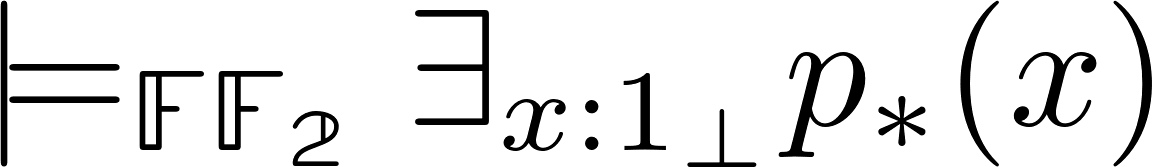 ⊨_{𝔽𝔽_2} ∃_{x:1_⊥} p_*(x)